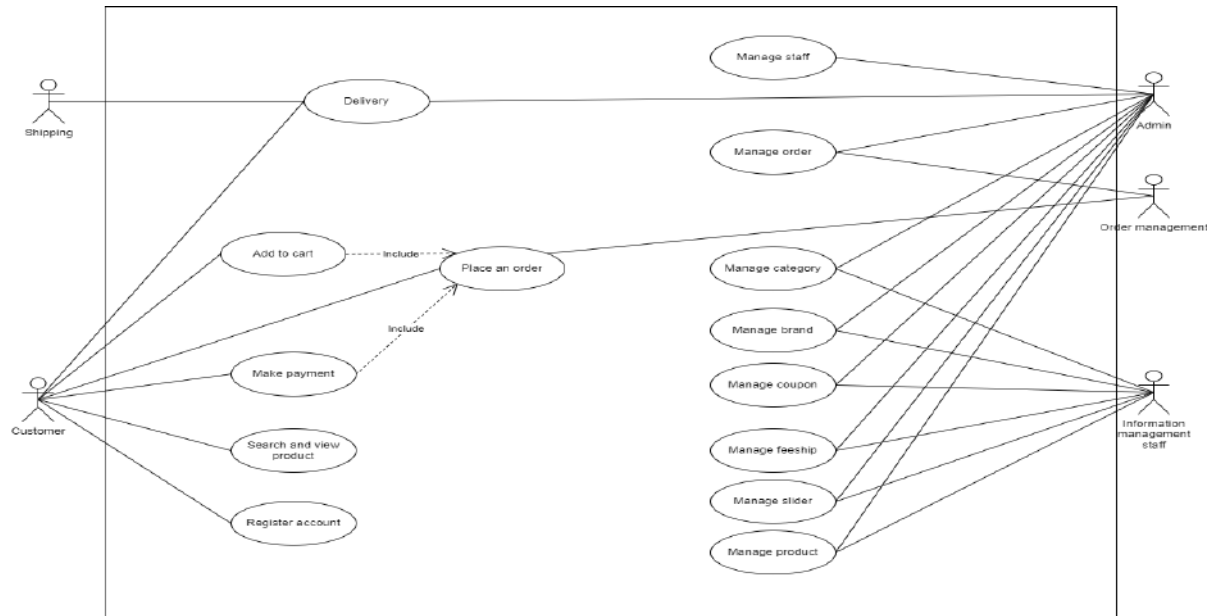 Manage staff
Delivery
Shipping
Admin
Manage order
Order management
Add to cart
Include
Place an order
Manage category
Include
Manage brand
Make payment
Manage coupon
Customer
Information
management
staff
Search and view
product
Manage feeship
Manage slider
Register account
Manage product